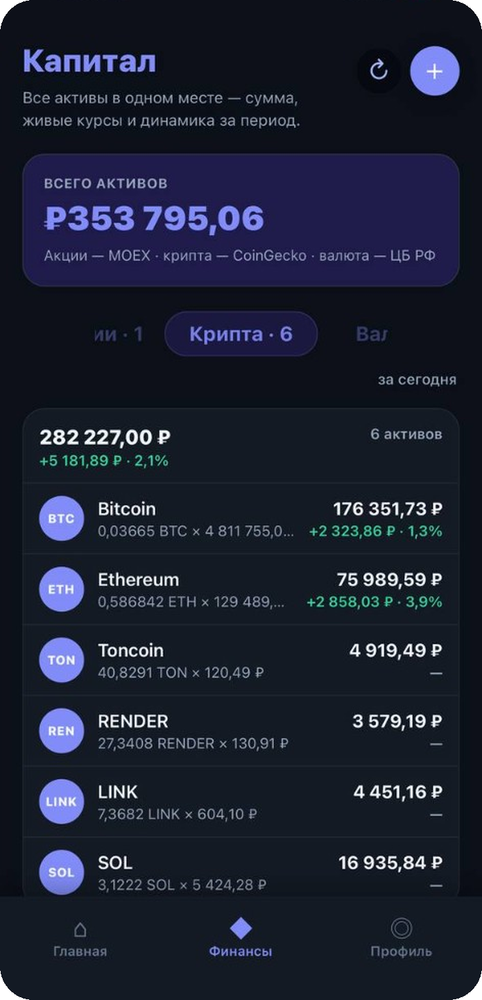 Капитал
+
Все активы в одном месте — сумма,
живые курсы и динамика за период.
ВСЕГО АКТИВОВ
₽353 795,06
Акции — MOEX · крипта — CoinGecko · валюта — ЦБ РФ
ии · 1 Крипта · 6 Вал
за сегодня
282 227,00 ₽ 6 активов
+5 181,89 ₽ · 2,1%
BTC Bitcoin 176 351,73 ₽
0,03665 BTC × 4 811 755,0... +2 323,86 ₽ · 1,3%
ETH Ethereum 75 989,59 ₽
0,586842 ETH × 129 489,... +2 858,03 ₽ · 3,9%
TON Toncoin 4 919,49 ₽
40,8291 TON × 120,49 ₽ —
REN RENDER 3 579,19 ₽
27,3408 RENDER × 130,91 ₽ —
LINK LINK 4 451,16 ₽
7,3682 LINK × 604,10 ₽ —
SOL SOL 16 935,84 ₽
3,1222 SOL × 5 424,28 ₽ —
Главная Финансы Профиль